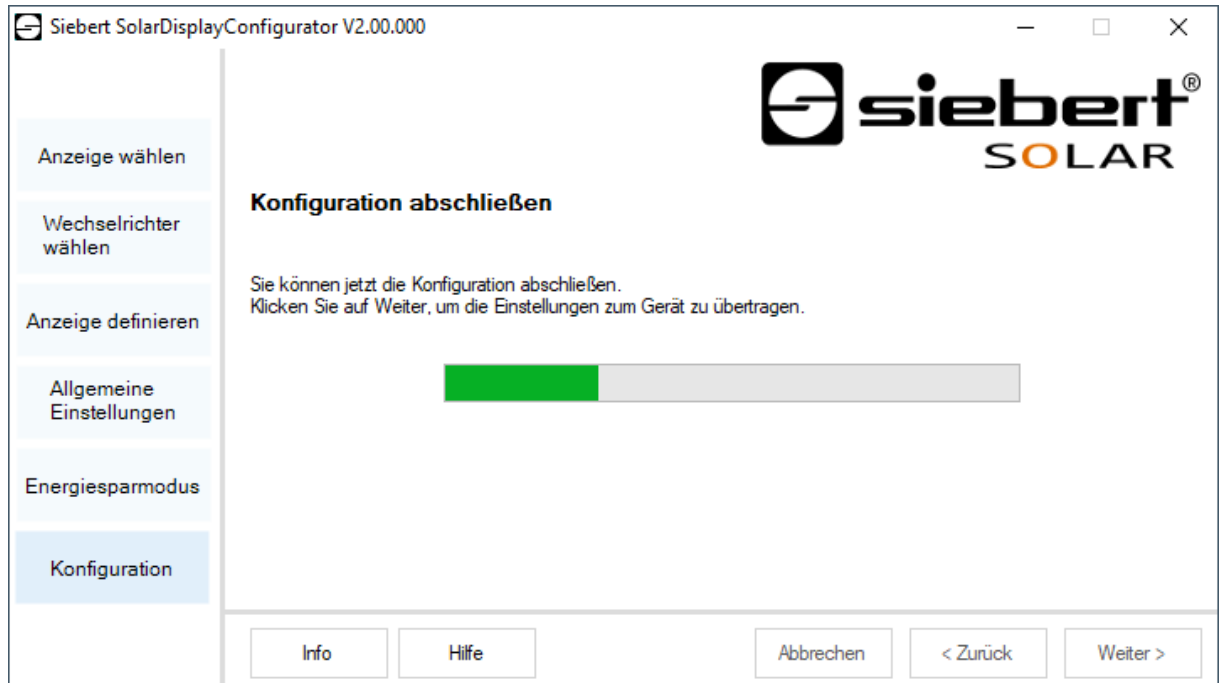 Siebert SolarDisplayConfigurator V2.00.000
siebert®
SOLAR
Anzeige wählen
Wechselrichter
wählen
Anzeige definieren
Allgemeine
Einstellungen
Energiesparmodus
Konfiguration
Konfiguration abschließen
Sie können jetzt die Konfiguration abschließen.
Klicken Sie auf Weiter, um die Einstellungen zum Gerät zu übertragen.
Info
Hilfe
Abbrechen
< Zurück
Weiter >